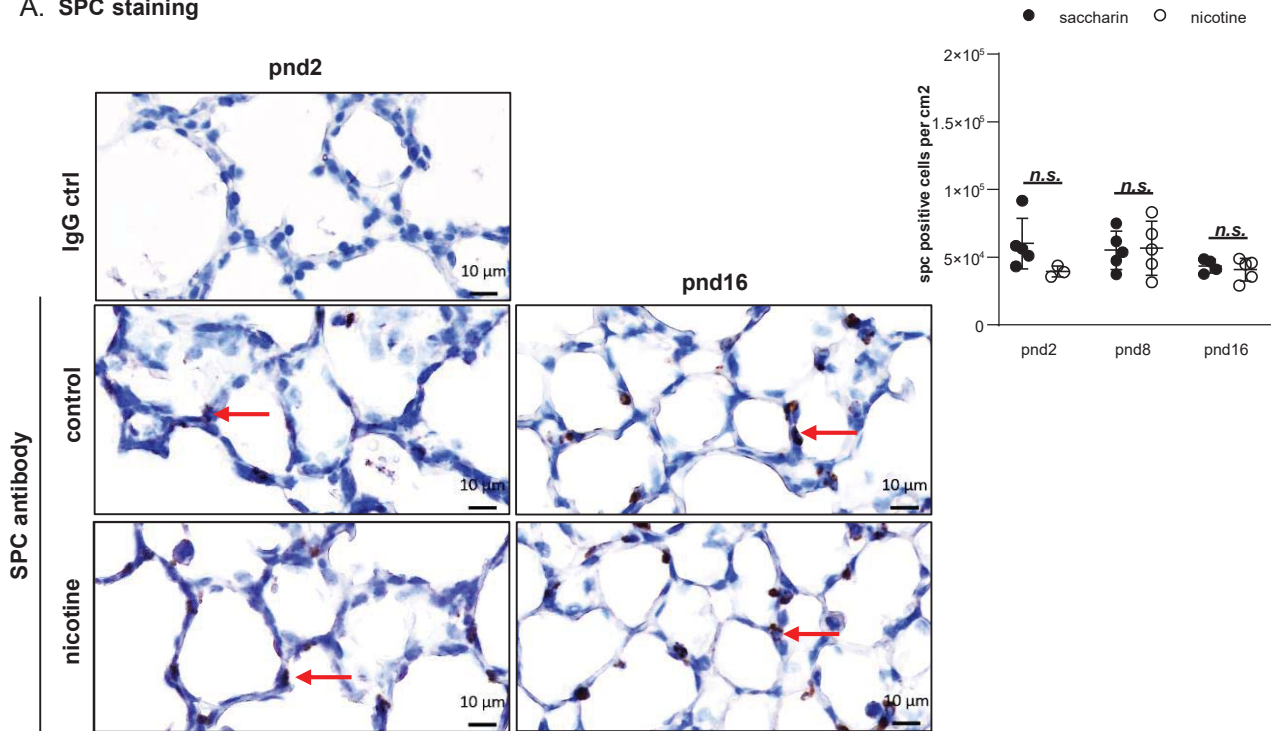 A. SPC staining
pnd2
IgG ctrl
10 μm
SPC antibody
control
10 μm
pnd16
10 μm
nicotine
10 μm
10 μm
saccharin nicotine
spc positive cells per cm2
2×10⁵
1.5×10⁵
1×10⁵
5×10⁴
0
n.s.
n.s.
n.s.
pnd2 pnd8 pnd16